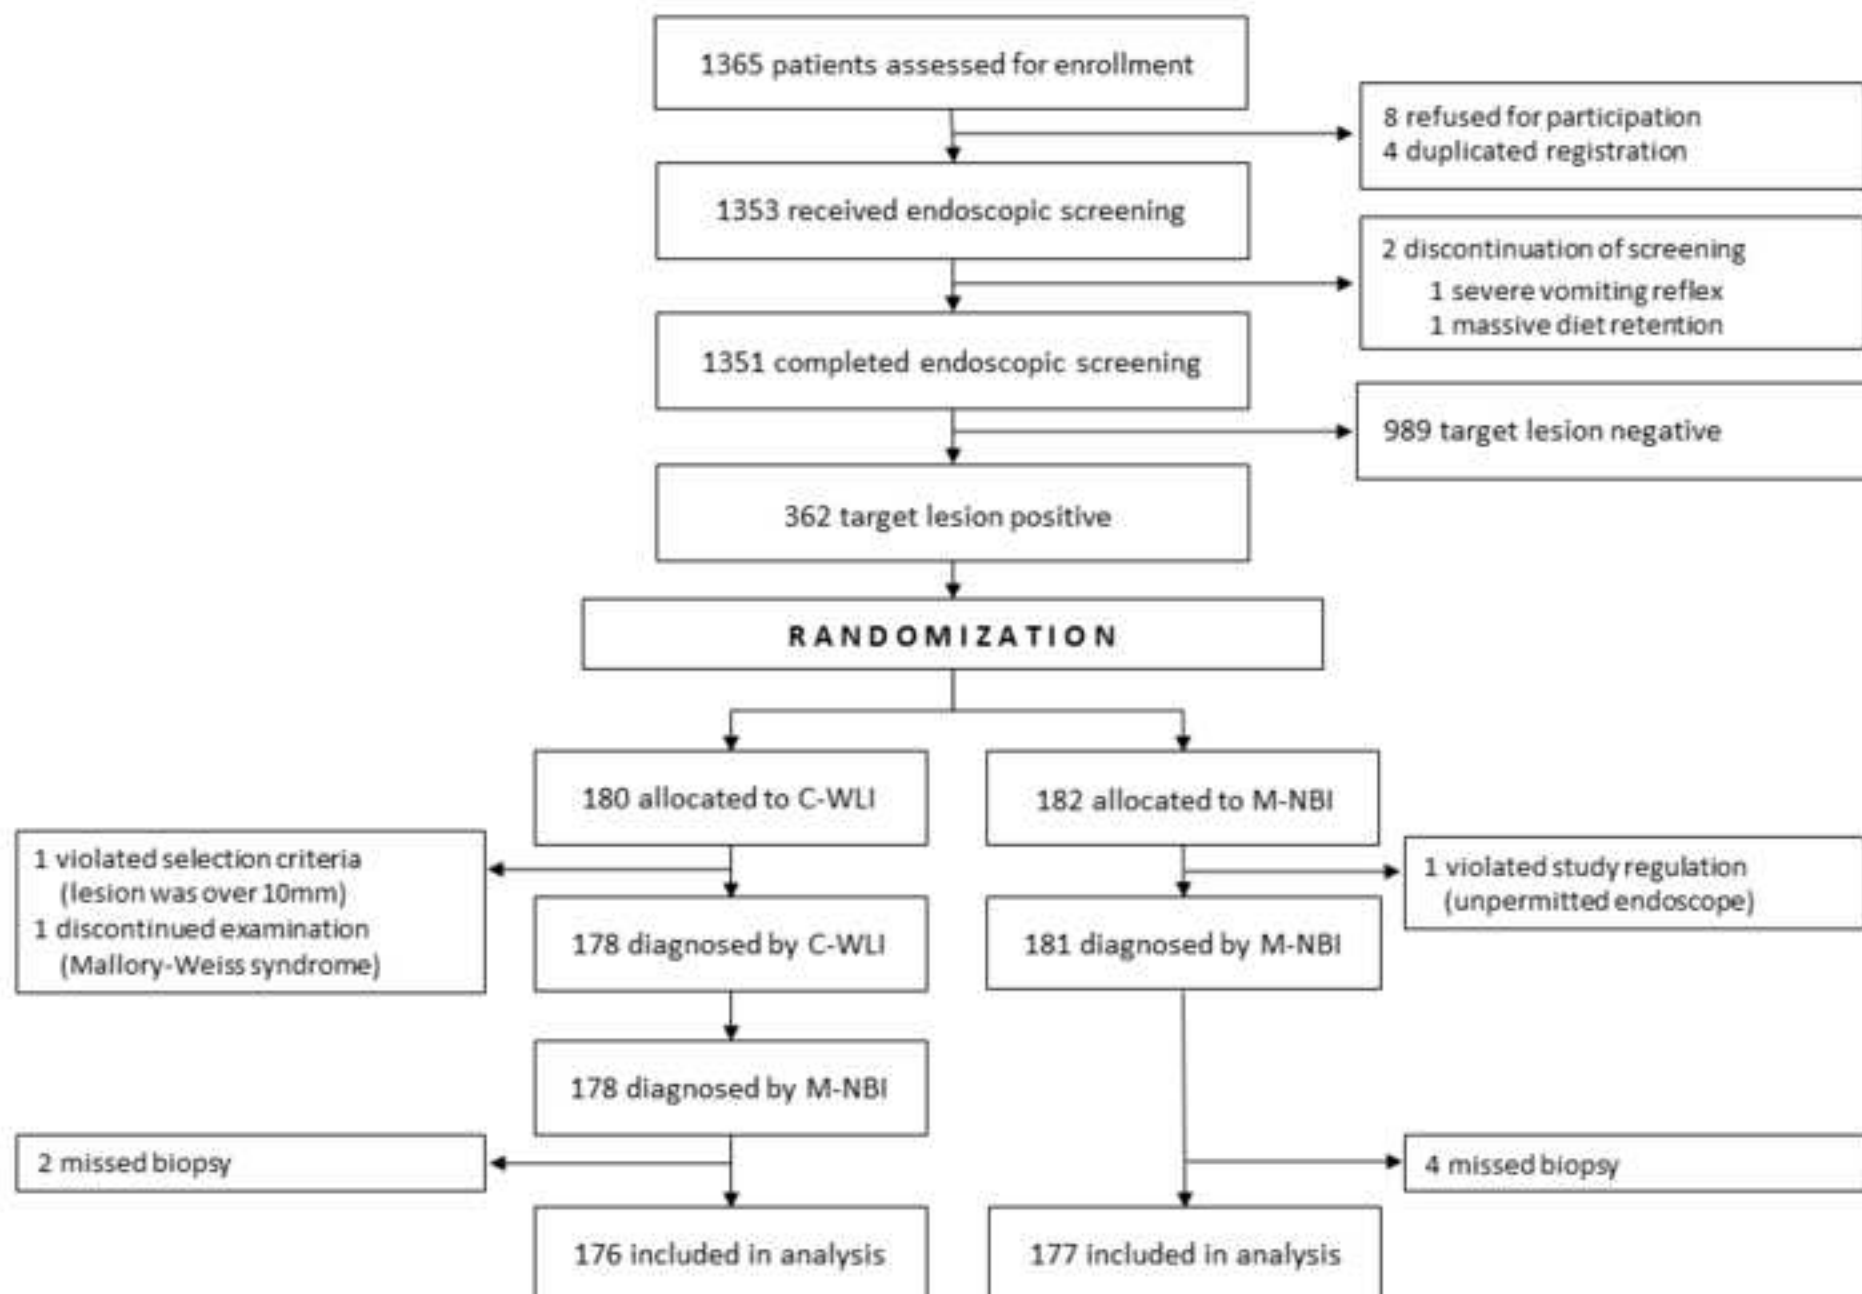 1365 patients assessed for enrollment
8 refused for participation
4 duplicated registration
1353 received endoscopic screening
2 discontinuation of screening
1 severe vomiting reflex
1 massive diet retention
1351 completed endoscopic screening
989 target lesion negative
362 target lesion positive
RANDOMIZATION
180 allocated to C-WLI
182 allocated to M-NBI
1 violated selection criteria
(lesion was over 10mm)
1 discontinued examination
(Mallory-Weiss syndrome)
1 violated study regulation
(unpermitted endoscope)
178 diagnosed by C-WLI
181 diagnosed by M-NBI
178 diagnosed by M-NBI
2 missed biopsy
4 missed biopsy
176 included in analysis
177 included in analysis